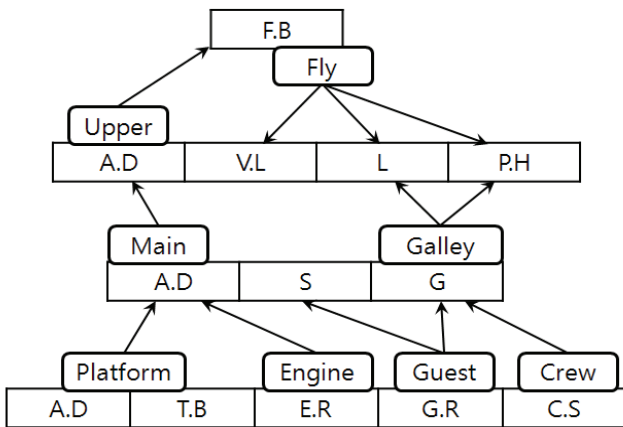 F.B
Fly
Upper
A.D V.L L P.H
Main Galley
A.D S G
Platform Engine Guest Crew
A.D T.B E.R G.R C.S